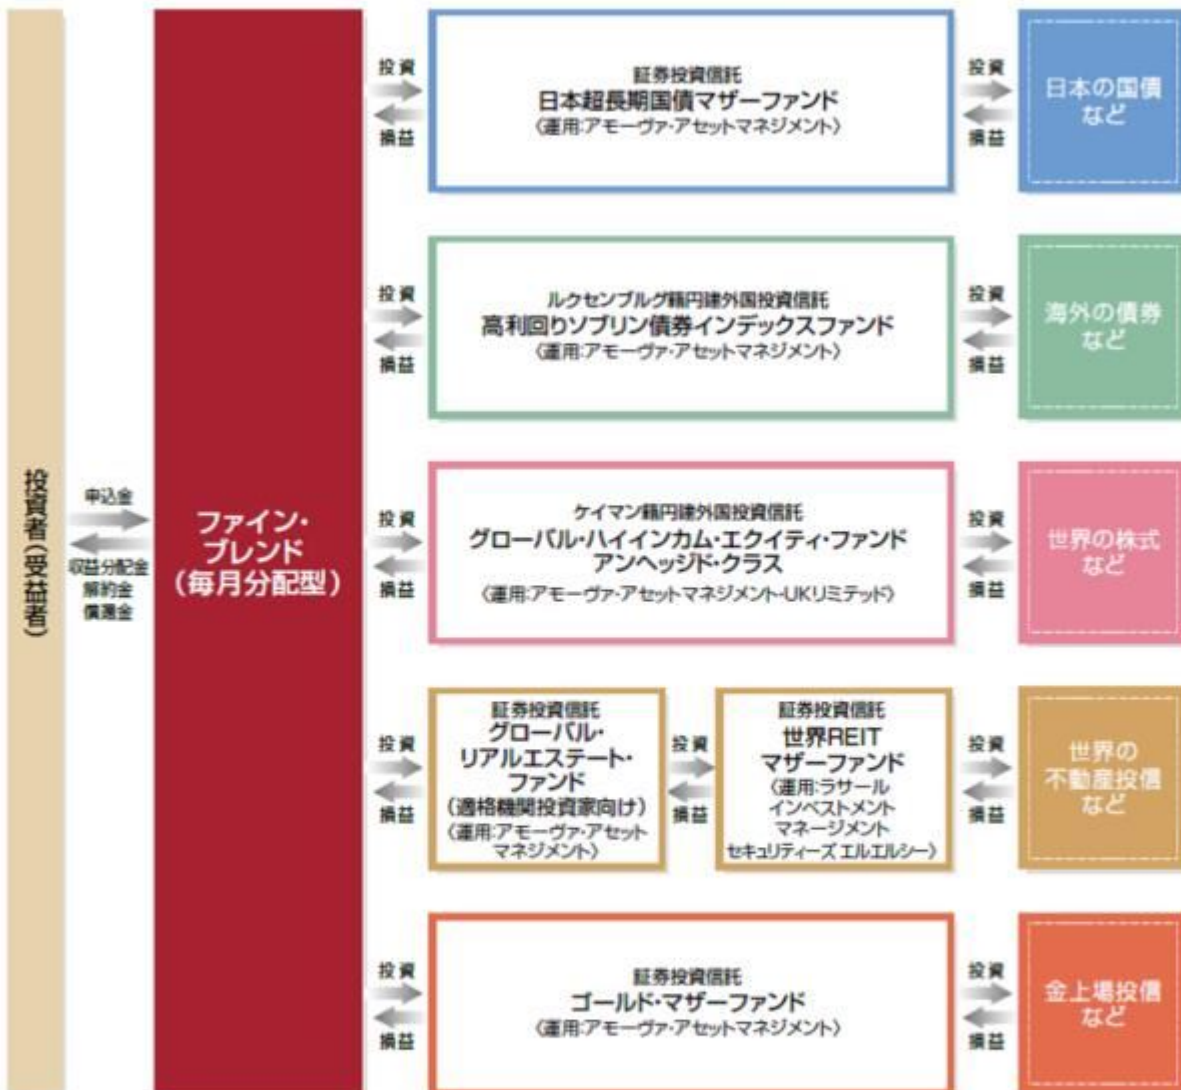 投資者(受益者)
申込金
収益分配金
解約金
償還金
ファイン・
ブレンド
(毎月分配型)
投資
損益
証券投資信託
日本超長期国債マザーファンド
〈運用:アモーヴァ・アセットマネジメント〉
投資
損益
日本の国債
など
投資
損益
ルクセンブルグ籍円建外国投資信託
高利回りソブリン債券インデックスファンド
〈運用:アモーヴァ・アセットマネジメント〉
投資
損益
海外の債券
など
投資
損益
ケイマン籍円建外国投資信託
グローバル・ハイインカム・エクイティ・ファンド
アンヘッジド・クラス
〈運用:アモーヴァ・アセットマネジメント-UKリミテッド〉
投資
損益
世界の株式
など
投資
損益
証券投資信託
グローバル・
リアルエステート・
ファンド
(適格機関投資家向け)
〈運用:アモーヴァ・アセット
マネジメント〉
投資
損益
証券投資信託
世界REIT
マザーファンド
〈運用:ラサール
インベストメント
マネージメント
セキュリティーズ エルエルシー〉
投資
損益
世界の
不動産投信
など
投資
損益
証券投資信託
ゴールド・マザーファンド
〈運用:アモーヴァ・アセットマネジメント〉
投資
損益
金上場投信
など